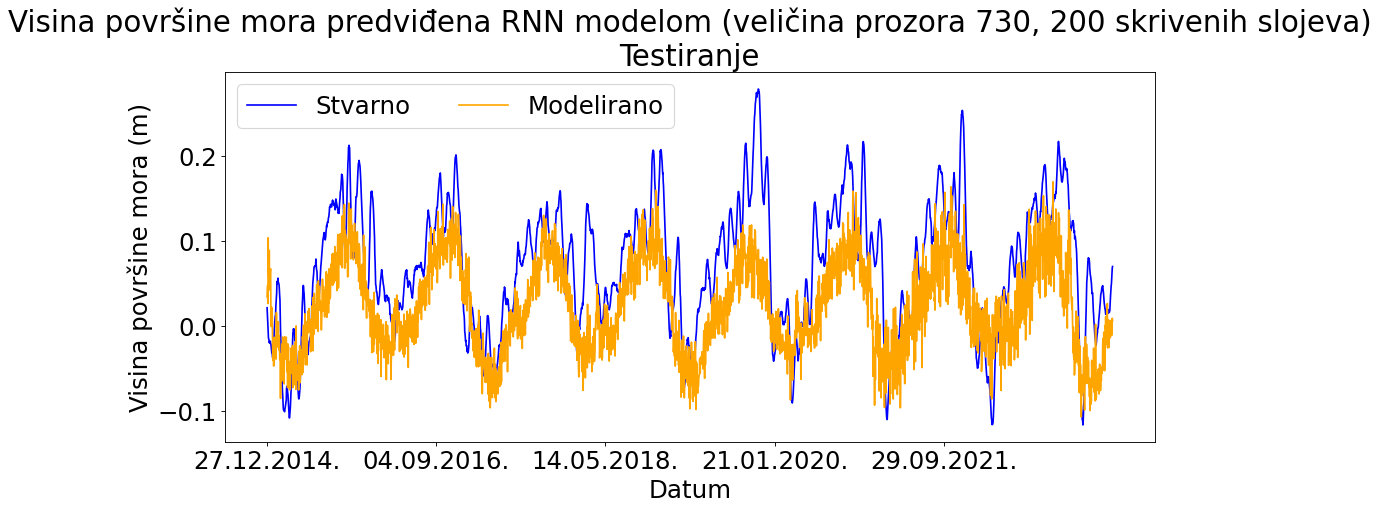 Visina površine mora predviđena RNN modelom (veličina prozora 730, 200 skrivenih slojeva)
Testiranje
Stvarno
Modelirano
Visina površine mora (m)
0.2
0.1
0.0
−0.1
27.12.2014.
04.09.2016.
14.05.2018.
21.01.2020.
29.09.2021.
Datum